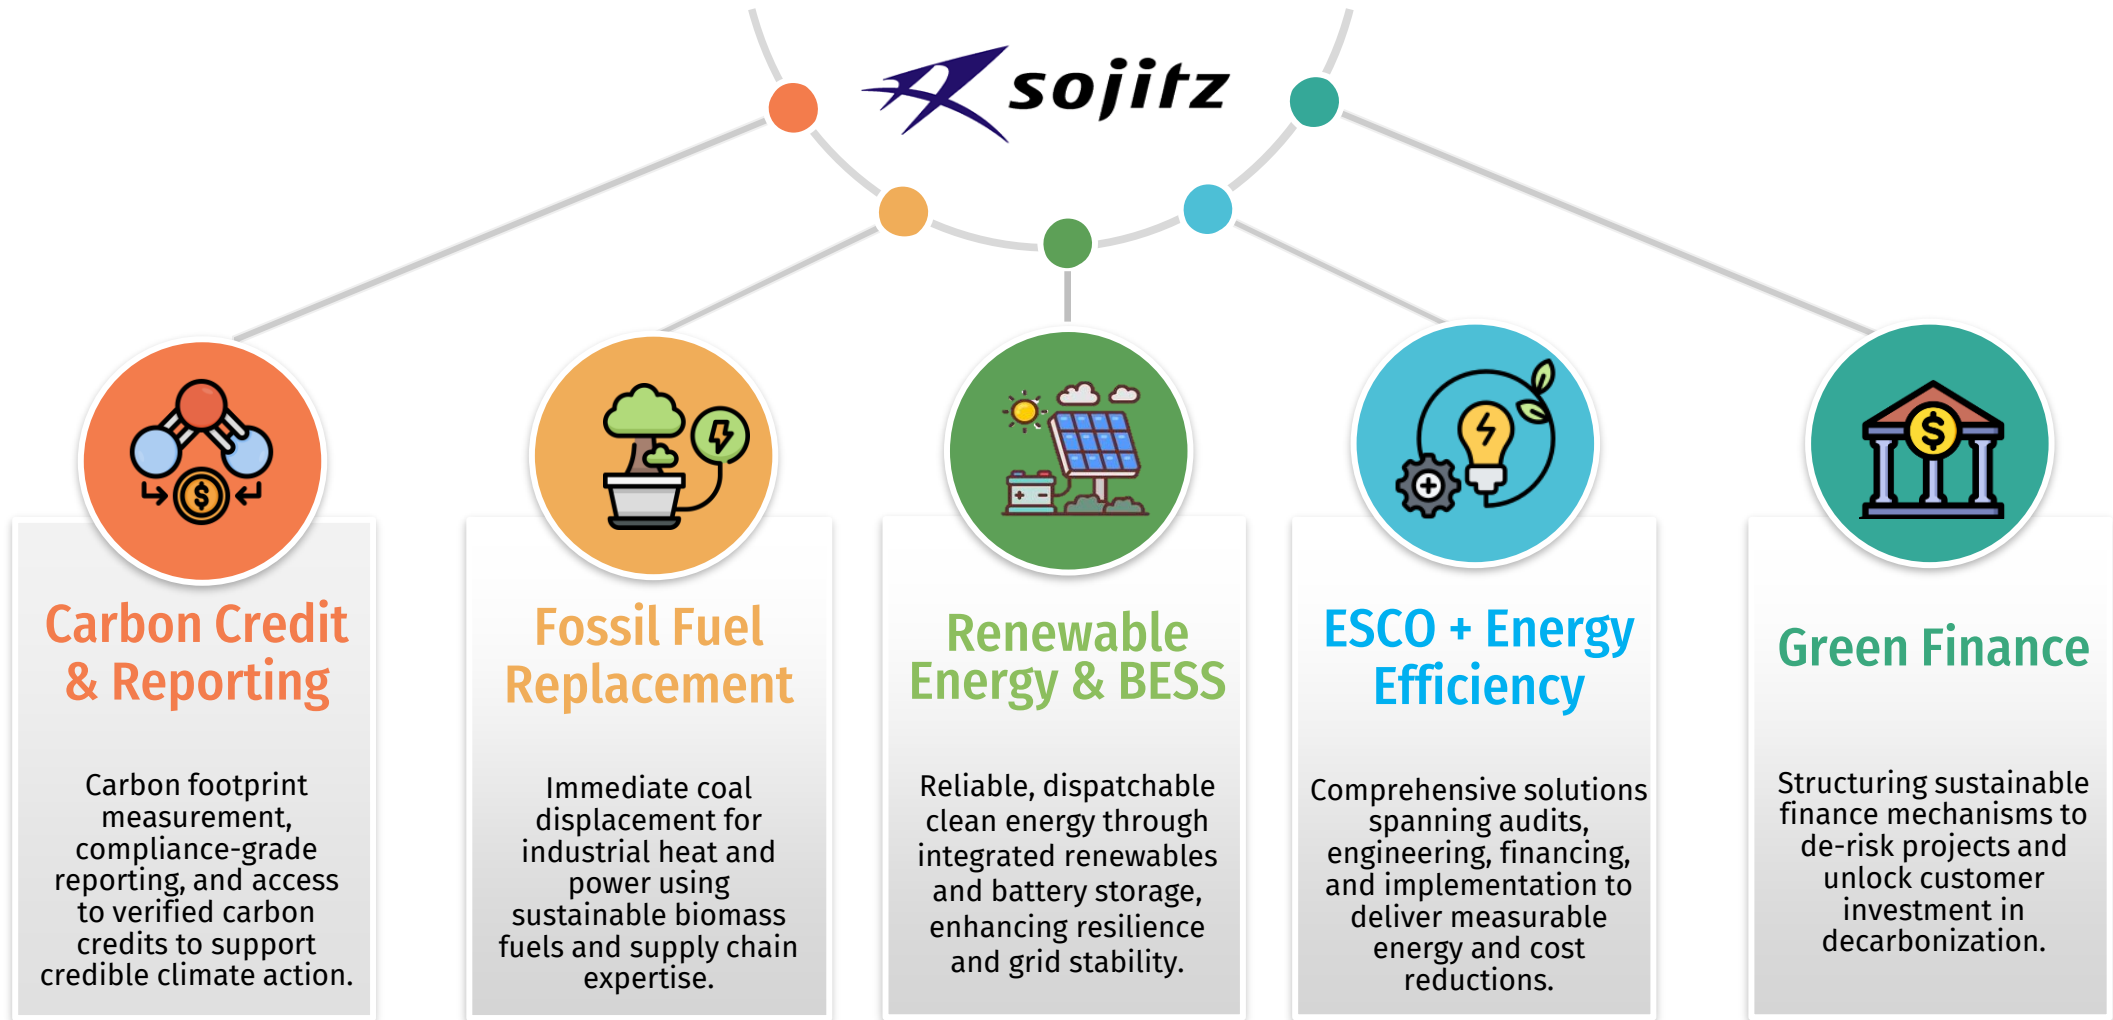 sojitz
Carbon Credit
& Reporting
Carbon footprint
measurement,
compliance-grade
reporting, and access
to verified carbon
credits to support
credible climate action.
Fossil Fuel
Replacement
Immediate coal
displacement for
industrial heat and
power using
sustainable biomass
fuels and supply chain
expertise.
Renewable
Energy & BESS
Reliable, dispatchable
clean energy through
integrated renewables
and battery storage,
enhancing resilience
and grid stability.
ESCO + Energy
Efficiency
Comprehensive solutions
spanning audits,
engineering, financing,
and implementation to
deliver measurable
energy and cost
reductions.
Green Finance
Structuring sustainable
finance mechanisms to
de-risk projects and
unlock customer
investment in
decarbonization.